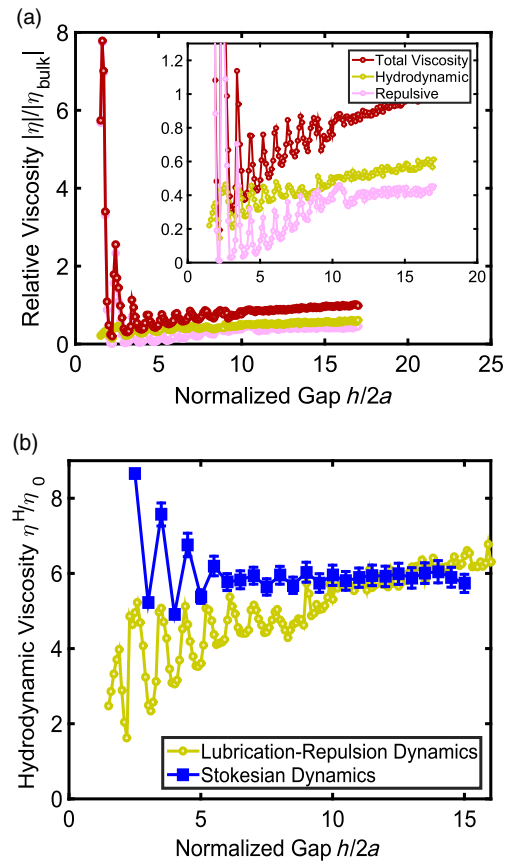 (a)
Relative Viscosity |η|/|η_bulk|
8
6
4
2
0
0 5 10 15 20 25
Normalized Gap h/2a
1.2
1
0.8
0.6
0.4
0.2
0
0 5 10 15 20
Total Viscosity
Hydrodynamic
Repulsive
(b)
Hydrodynamic Viscosity η^H/η_0
8
6
4
2
0
0 5 10 15
Normalized Gap h/2a
Lubrication-Repulsion Dynamics
Stokesian Dynamics